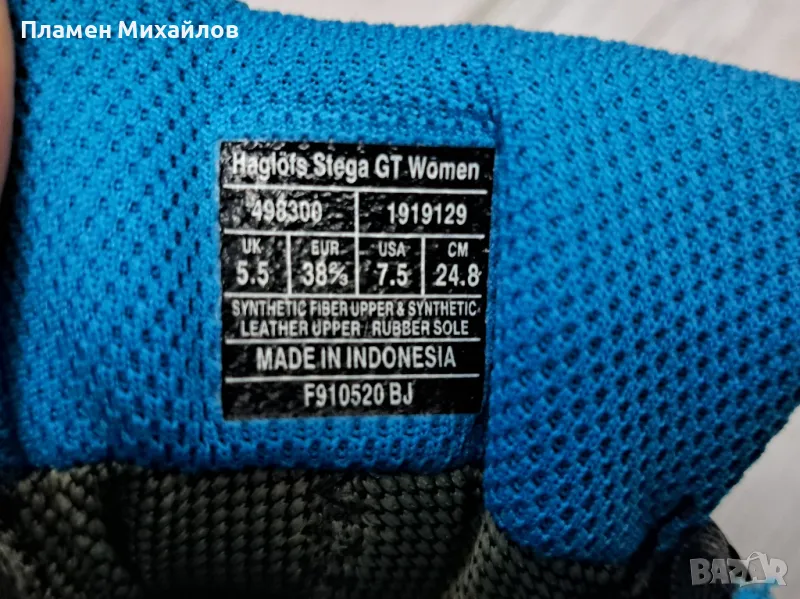 Пламен Михайлов
Haglöfs Stega GT Women
498300 1919129
UK EUR USA CM
5.5 38⅔ 7.5 24.8
SYNTHETIC FIBER UPPER & SYNTHETIC
LEATHER UPPER / RUBBER SOLE
MADE IN INDONESIA
F910520 BJ
BAZAR